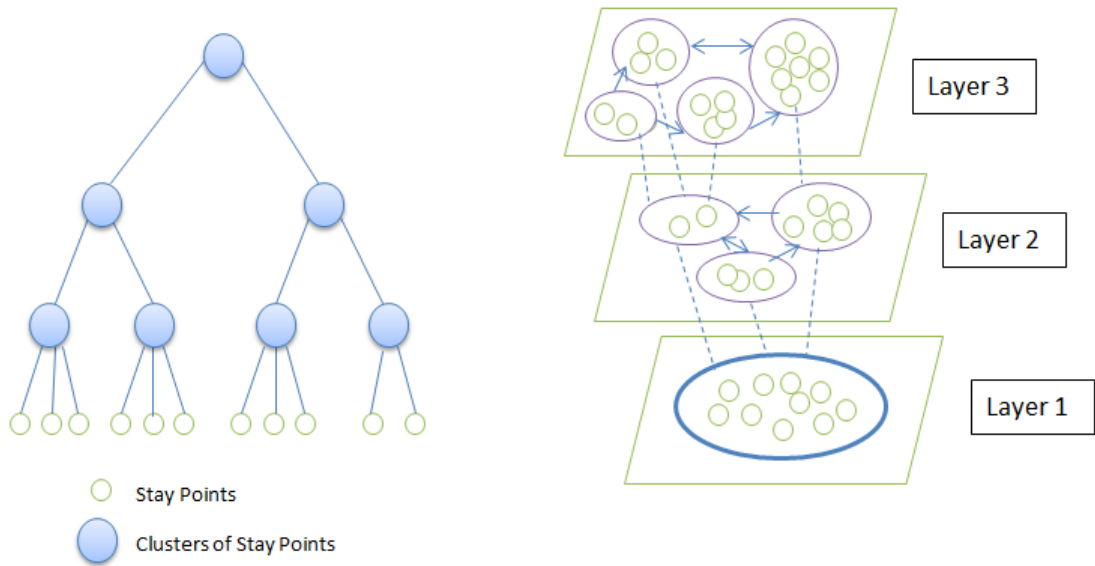 Layer 3
Layer 2
Layer 1
Stay Points
Clusters of Stay Points